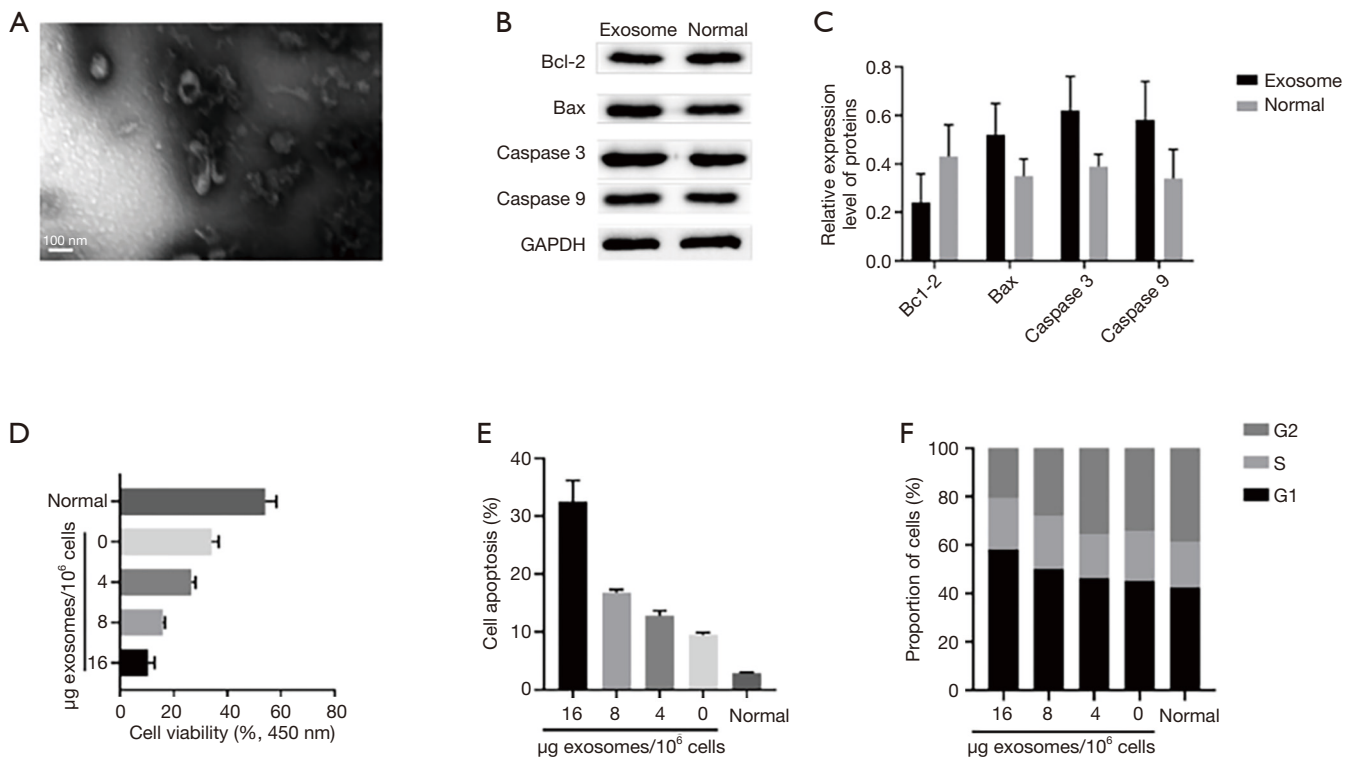 A
100 nm
B
Exosome Normal
Bcl-2
Bax
Caspase 3
Caspase 9
GAPDH
C
Relative expression
level of proteins
0.8
0.6
0.4
0.2
0.0
Bc1-2
Bax
Caspase 3
Caspase 9
Exosome
Normal
D
µg exosomes/10⁶ cells
Normal
0
4
8
16
0 20 40 60 80
Cell viability (%, 450 nm)
E
Cell apoptosis (%)
40
30
20
10
0
16 8 4 0 Normal
µg exosomes/10⁶ cells
F
Proportion of cells (%)
100
80
60
40
20
0
16 8 4 0 Normal
µg exosomes/10⁶ cells
G2
S
G1